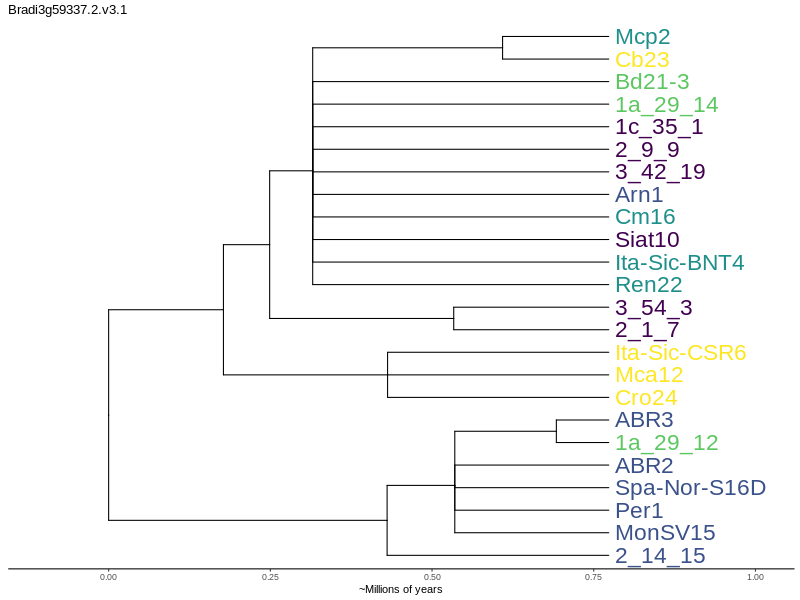 Bradi3g59337.2.v3.1
Mcp2
Cb23
Bd21-3
1a_29_14
1c_35_1
2_9_9
3_42_19
Arn1
Cm16
Siat10
Ita-Sic-BNT4
Ren22
3_54_3
2_1_7
Ita-Sic-CSR6
Mca12
Cro24
ABR3
1a_29_12
ABR2
Spa-Nor-S16D
Per1
MonSV15
2_14_15
0.00 0.25 0.50 0.75 1.00
~Millions of years